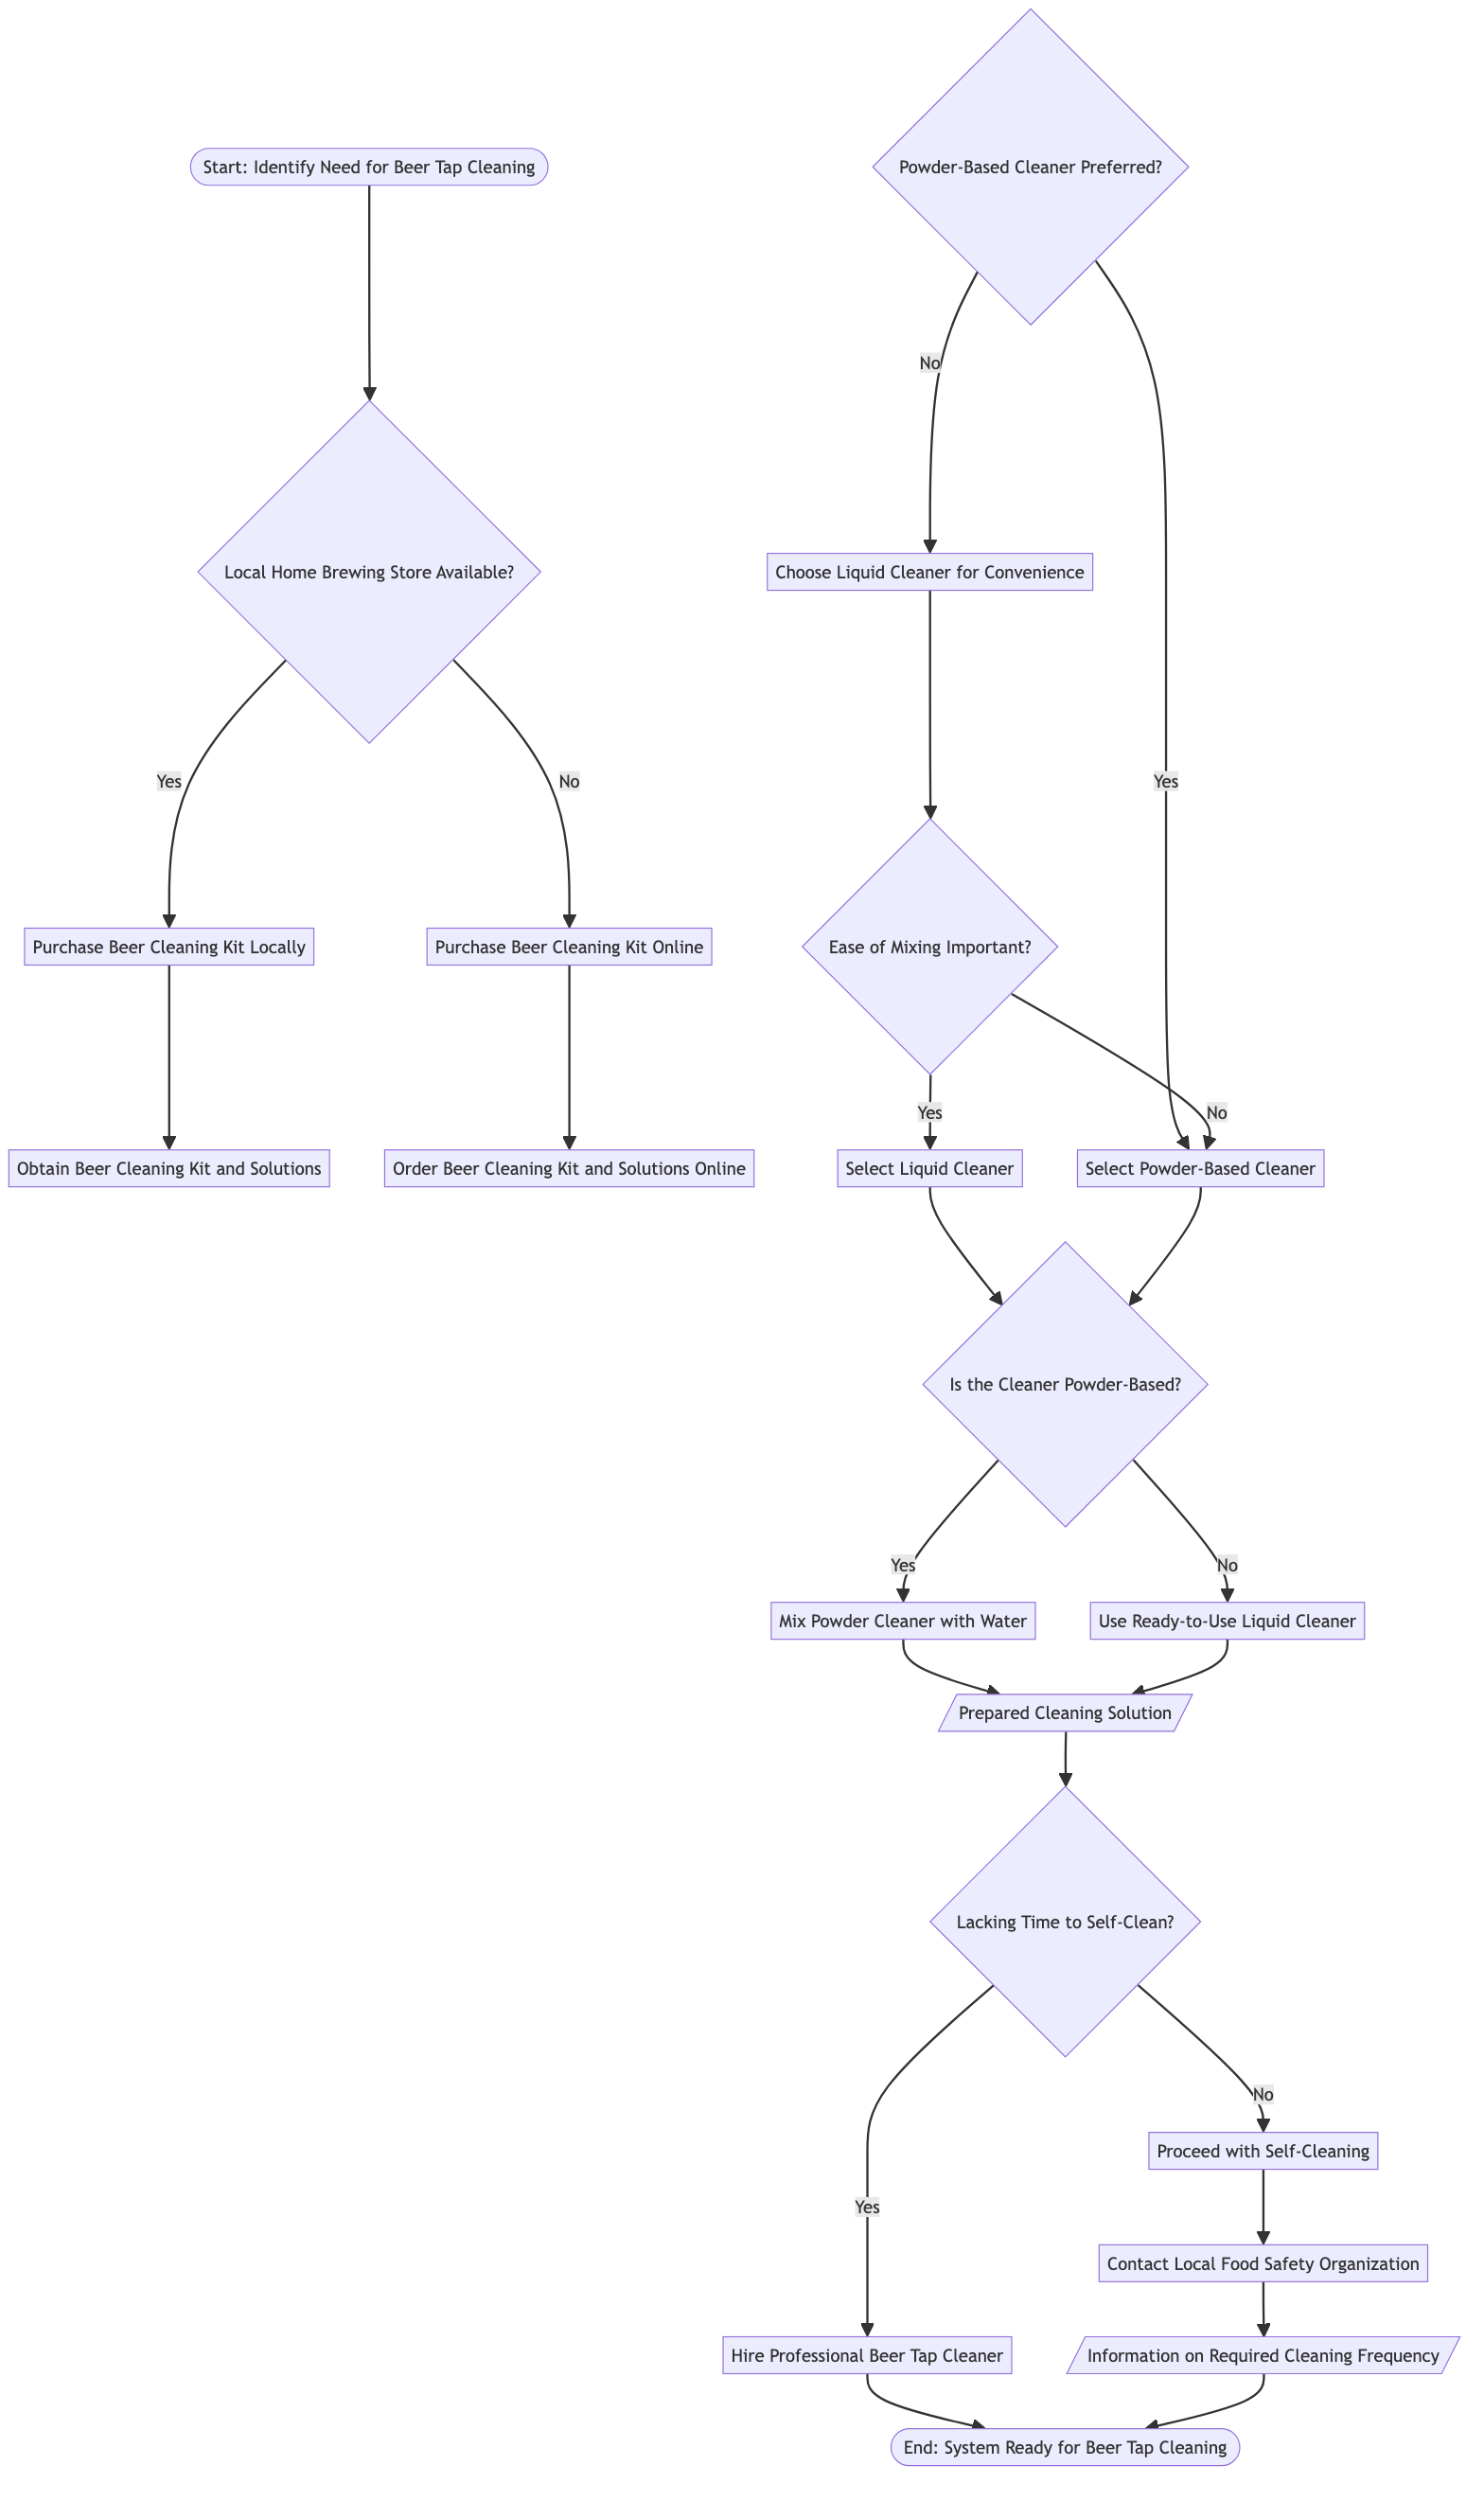 Start: Identify Need for Beer Tap Cleaning
Powder-Based Cleaner Preferred?
No
Local Home Brewing Store Available?
Choose Liquid Cleaner for Convenience
Yes
No
Yes
Purchase Beer Cleaning Kit Locally
Purchase Beer Cleaning Kit Online
Ease of Mixing Important?
Yes
No
Obtain Beer Cleaning Kit and Solutions
Order Beer Cleaning Kit and Solutions Online
Select Liquid Cleaner
Select Powder-Based Cleaner
Is the Cleaner Powder-Based?
Yes
No
Mix Powder Cleaner with Water
Use Ready-to-Use Liquid Cleaner
Prepared Cleaning Solution
Lacking Time to Self-Clean?
No
Proceed with Self-Cleaning
Yes
Contact Local Food Safety Organization
Hire Professional Beer Tap Cleaner
Information on Required Cleaning Frequency
End: System Ready for Beer Tap Cleaning